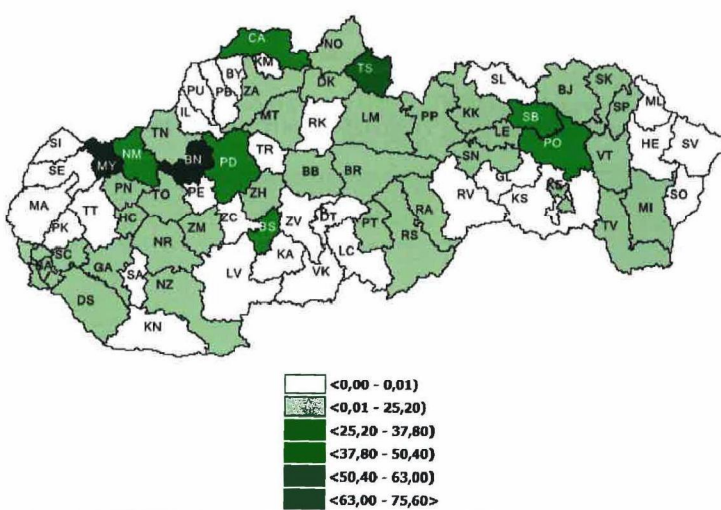 CA
NO
KM
TS
BY
PU
PB
ZA
DK
SL
IL
MT
RK
LM
PP
KK
BJ
SK
SP
ML
SB
LE
HE
SV
TN
SI
SE
MY
NM
BN
PD
TR
SN
PO
VT
PN
TO
PE
ZH
BB
BR
GL
KS
KS
RV
SO
MI
MA
TT
PK
HC
ZC
BS
ZV
DT
PT
RA
RS
TV
NR
ZM
SC
BA
GA
SA
LV
KA
LC
VK
DS
NZ
KN
<0,00 - 0,01)
<0,01 - 25,20)
<25,20 - 37,80)
<37,80 - 50,40)
<50,40 - 63,00)
<63,00 - 75,60>